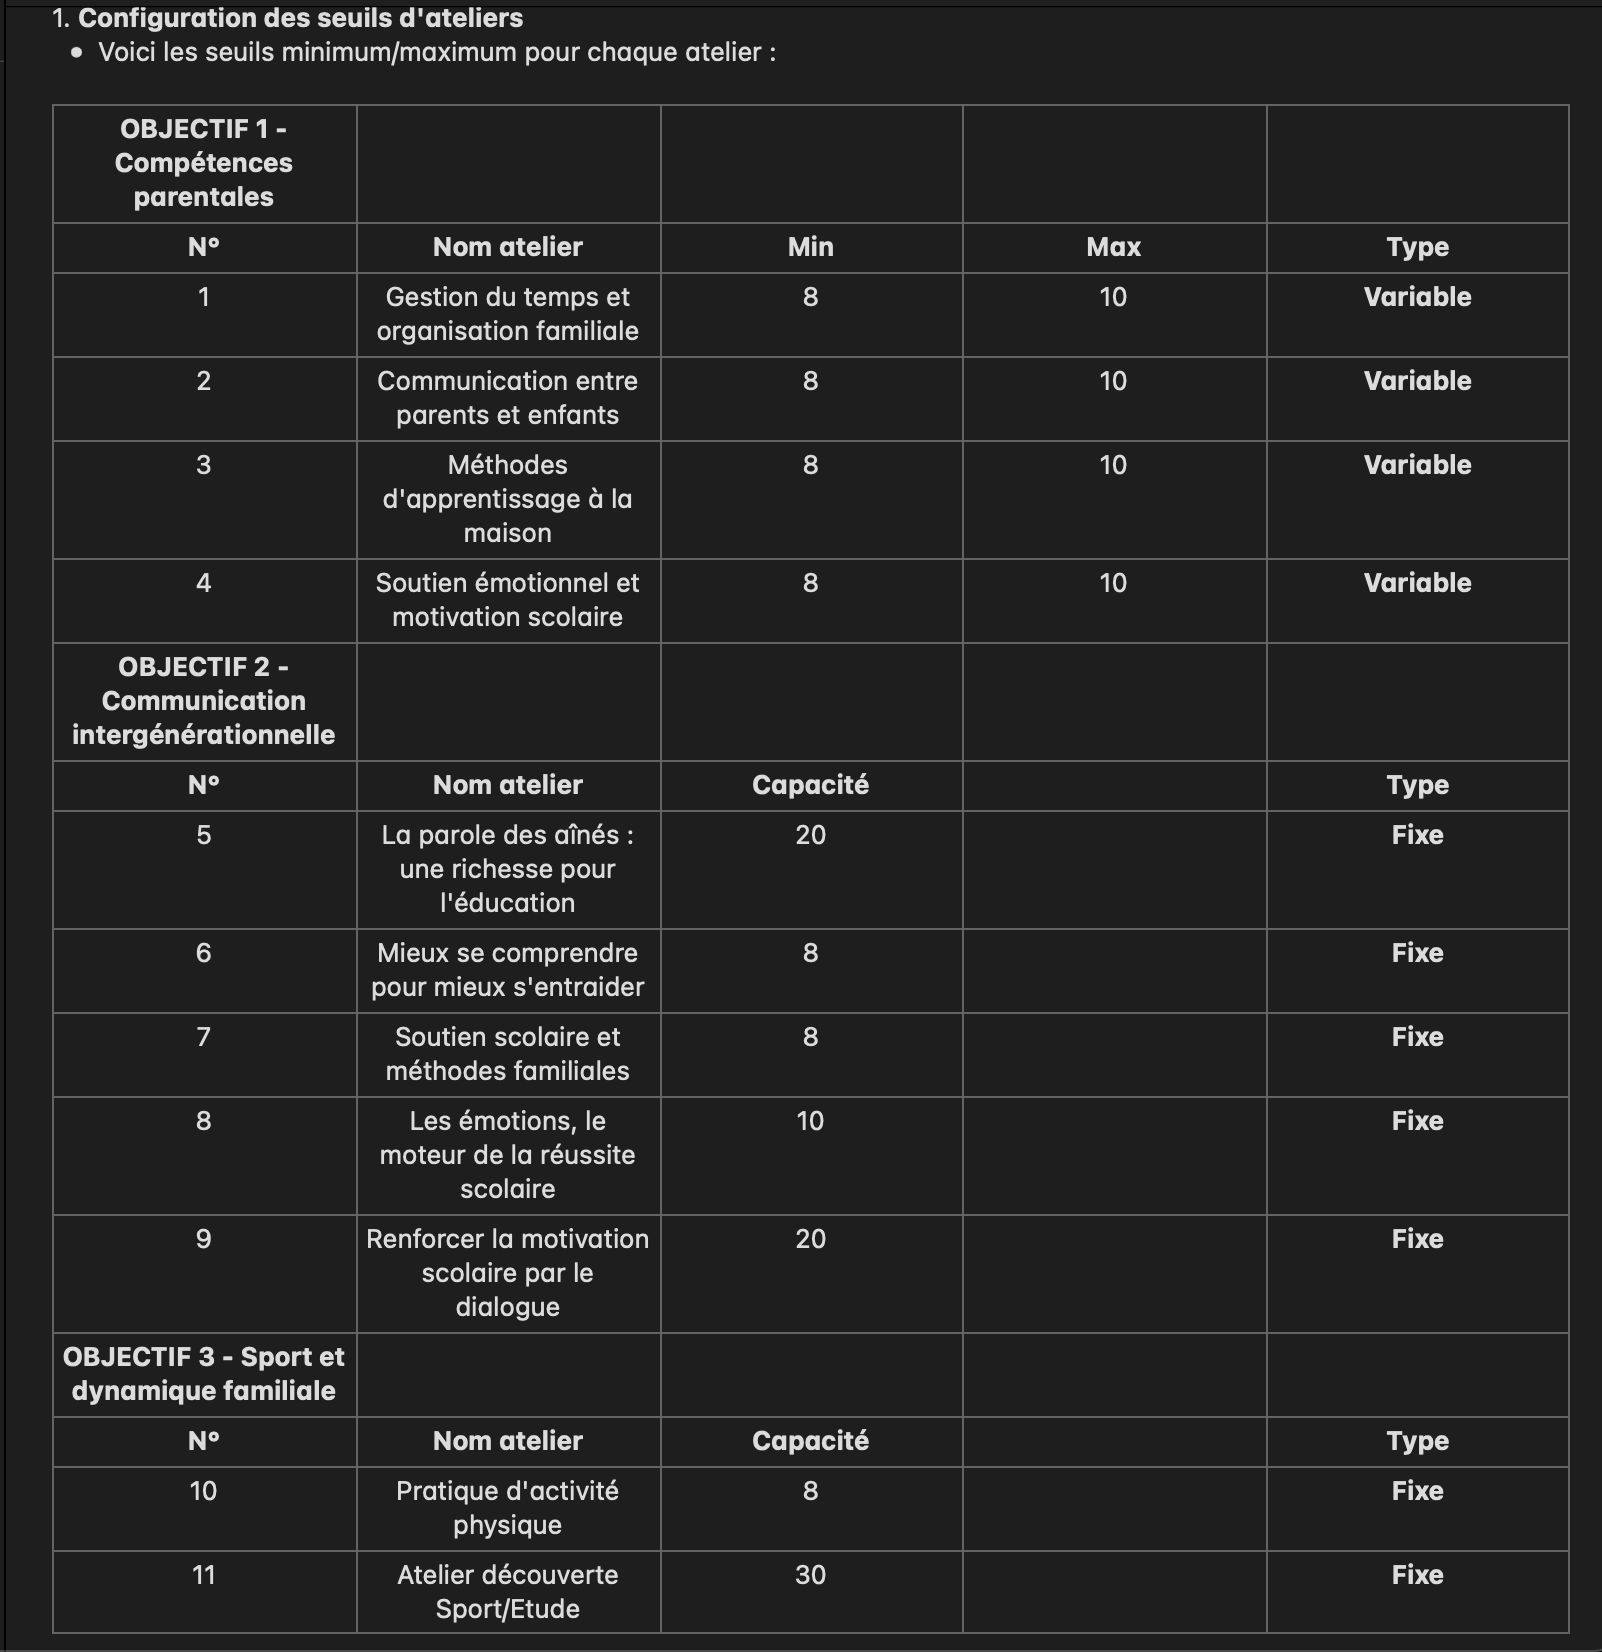 1. Configuration des seuils d'ateliers
• Voici les seuils minimum/maximum pour chaque atelier :
OBJECTIF 1 -
Compétences
parentales
N° Nom atelier Min Max Type
1 Gestion du temps et 8 10 Variable
organisation familiale
2 Communication entre 8 10 Variable
parents et enfants
3 Méthodes 8 10 Variable
d'apprentissage à la
maison
4 Soutien émotionnel et 8 10 Variable
motivation scolaire
OBJECTIF 2 -
Communication
intergénérationnelle
N° Nom atelier Capacité Type
5 La parole des aînés : 20 Fixe
une richesse pour
l'éducation
6 Mieux se comprendre 8 Fixe
pour mieux s'entraider
7 Soutien scolaire et 8 Fixe
méthodes familiales
8 Les émotions, le 10 Fixe
moteur de la réussite
scolaire
9 Renforcer la motivation 20 Fixe
scolaire par le
dialogue
OBJECTIF 3 - Sport et
dynamique familiale
N° Nom atelier Capacité Type
10 Pratique d'activité 8 Fixe
physique
11 Atelier découverte 30 Fixe
Sport/Etude